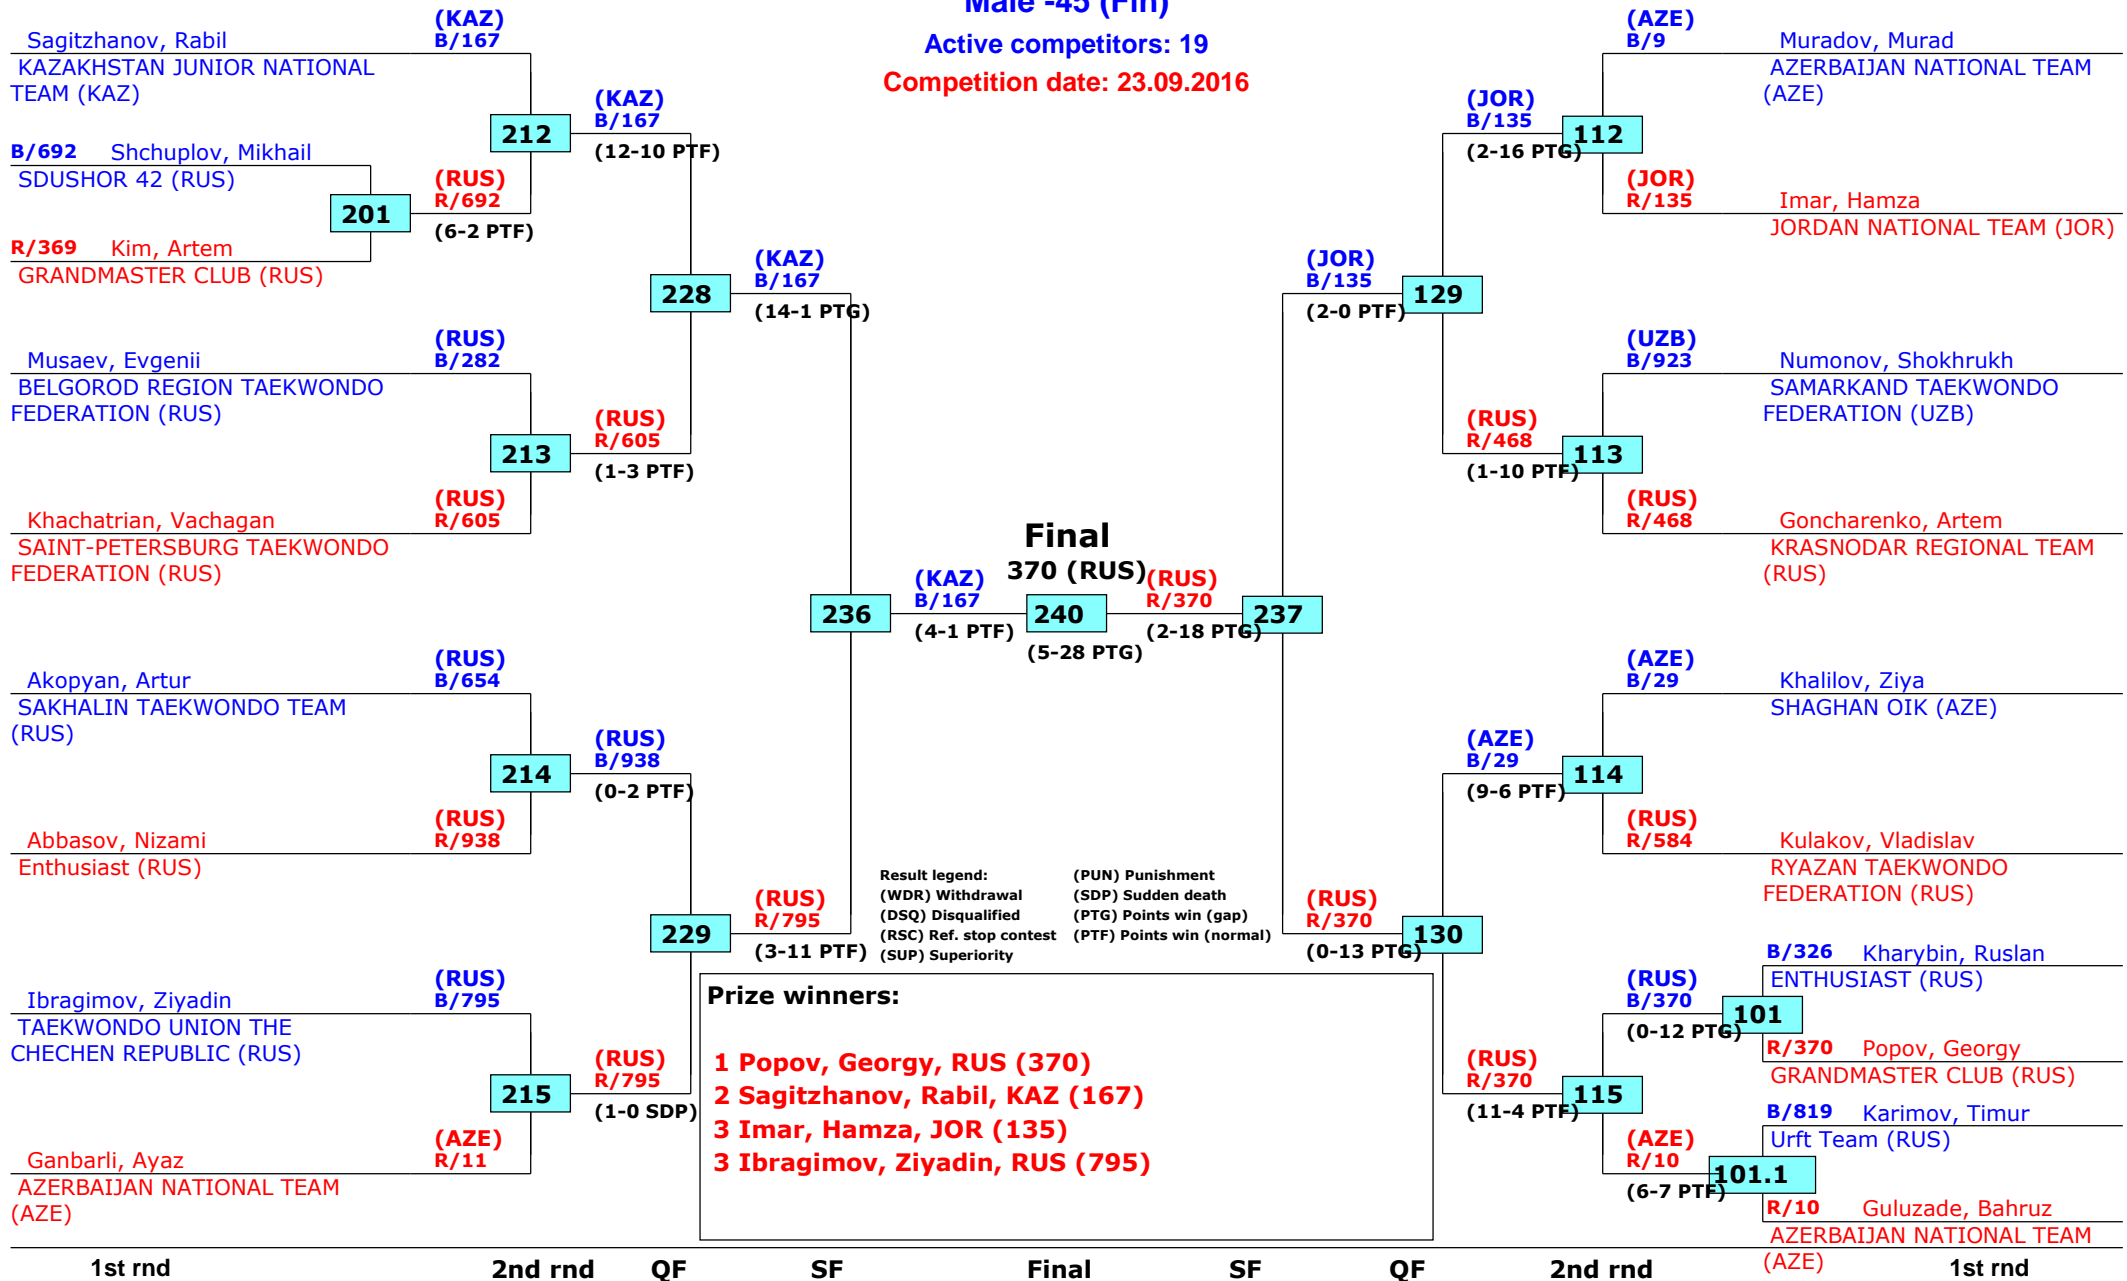 Male -45 (Fin)
Active competitors: 19
Competition date: 23.09.2016
(KAZ)
B/167
Sagitzhanov, Rabil
KAZAKHSTAN JUNIOR NATIONAL
TEAM (KAZ)
B/692 Shchuplov, Mikhail
SDUSHOR 42 (RUS)
R/369 Kim, Artem
GRANDMASTER CLUB (RUS)
201
(RUS)
R/692
(6-2 PTF)
212
(KAZ)
B/167
(12-10 PTF)
Musaev, Evgenii
(RUS)
B/282
BELGOROD REGION TAEKWONDO
FEDERATION (RUS)
213
(RUS)
R/605
(1-3 PTF)
Khachatrian, Vachagan
(RUS)
R/605
SAINT-PETERSBURG TAEKWONDO
FEDERATION (RUS)
228
(KAZ)
B/167
(14-1 PTG)
Akopyan, Artur
(RUS)
B/654
SAKHALIN TAEKWONDO TEAM
(RUS)
214
(RUS)
B/938
(0-2 PTF)
Abbasov, Nizami
(RUS)
R/938
Enthusiast (RUS)
229
(RUS)
R/795
(3-11 PTF)
Ibragimov, Ziyadin
(RUS)
B/795
TAEKWONDO UNION THE
CHECHEN REPUBLIC (RUS)
215
(RUS)
R/795
(1-0 SDP)
Ganbarli, Ayaz
(AZE)
R/11
AZERBAIJAN NATIONAL TEAM
(AZE)
236
(KAZ)
B/167
(4-1 PTF)
Final
370 (RUS)
240
(5-28 PTG)
(RUS)
R/370
(2-18 PTG)
237
(AZE)
B/9
Muradov, Murad
AZERBAIJAN NATIONAL TEAM
(AZE)
(JOR)
B/135
(2-16 PTG)
112
(JOR)
R/135
Imar, Hamza
JORDAN NATIONAL TEAM (JOR)
(JOR)
B/135
(2-0 PTF)
129
(UZB)
B/923
Numonov, Shokhrukh
SAMARKAND TAEKWONDO
FEDERATION (UZB)
(RUS)
R/468
(1-10 PTF)
113
(RUS)
R/468
Goncharenko, Artem
KRASNODAR REGIONAL TEAM
(RUS)
(AZE)
B/29
Khalilov, Ziya
SHAGHAN OIK (AZE)
(AZE)
B/29
(9-6 PTF)
114
(RUS)
R/584
Kulakov, Vladislav
RYAZAN TAEKWONDO
FEDERATION (RUS)
(RUS)
R/370
(0-13 PTG)
130
B/326 Kharybin, Ruslan
ENTHUSIAST (RUS)
(RUS)
B/370
(0-12 PTG)
101
R/370 Popov, Georgy
GRANDMASTER CLUB (RUS)
(RUS)
R/370
(11-4 PTF)
115
B/819 Karimov, Timur
Urft Team (RUS)
(AZE)
R/10
(6-7 PTF)
101.1
R/10 Guluzade, Bahruz
AZERBAIJAN NATIONAL TEAM
(AZE)
Result legend:
(WDR) Withdrawal
(DSQ) Disqualified
(RSC) Ref. stop contest
(SUP) Superiority
(PUN) Punishment
(SDP) Sudden death
(PTG) Points win (gap)
(PTF) Points win (normal)
Prize winners:
1 Popov, Georgy, RUS (370)
2 Sagitzhanov, Rabil, KAZ (167)
3 Imar, Hamza, JOR (135)
3 Ibragimov, Ziyadin, RUS (795)
1st rnd 2nd rnd QF SF Final SF QF 2nd rnd 1st rnd